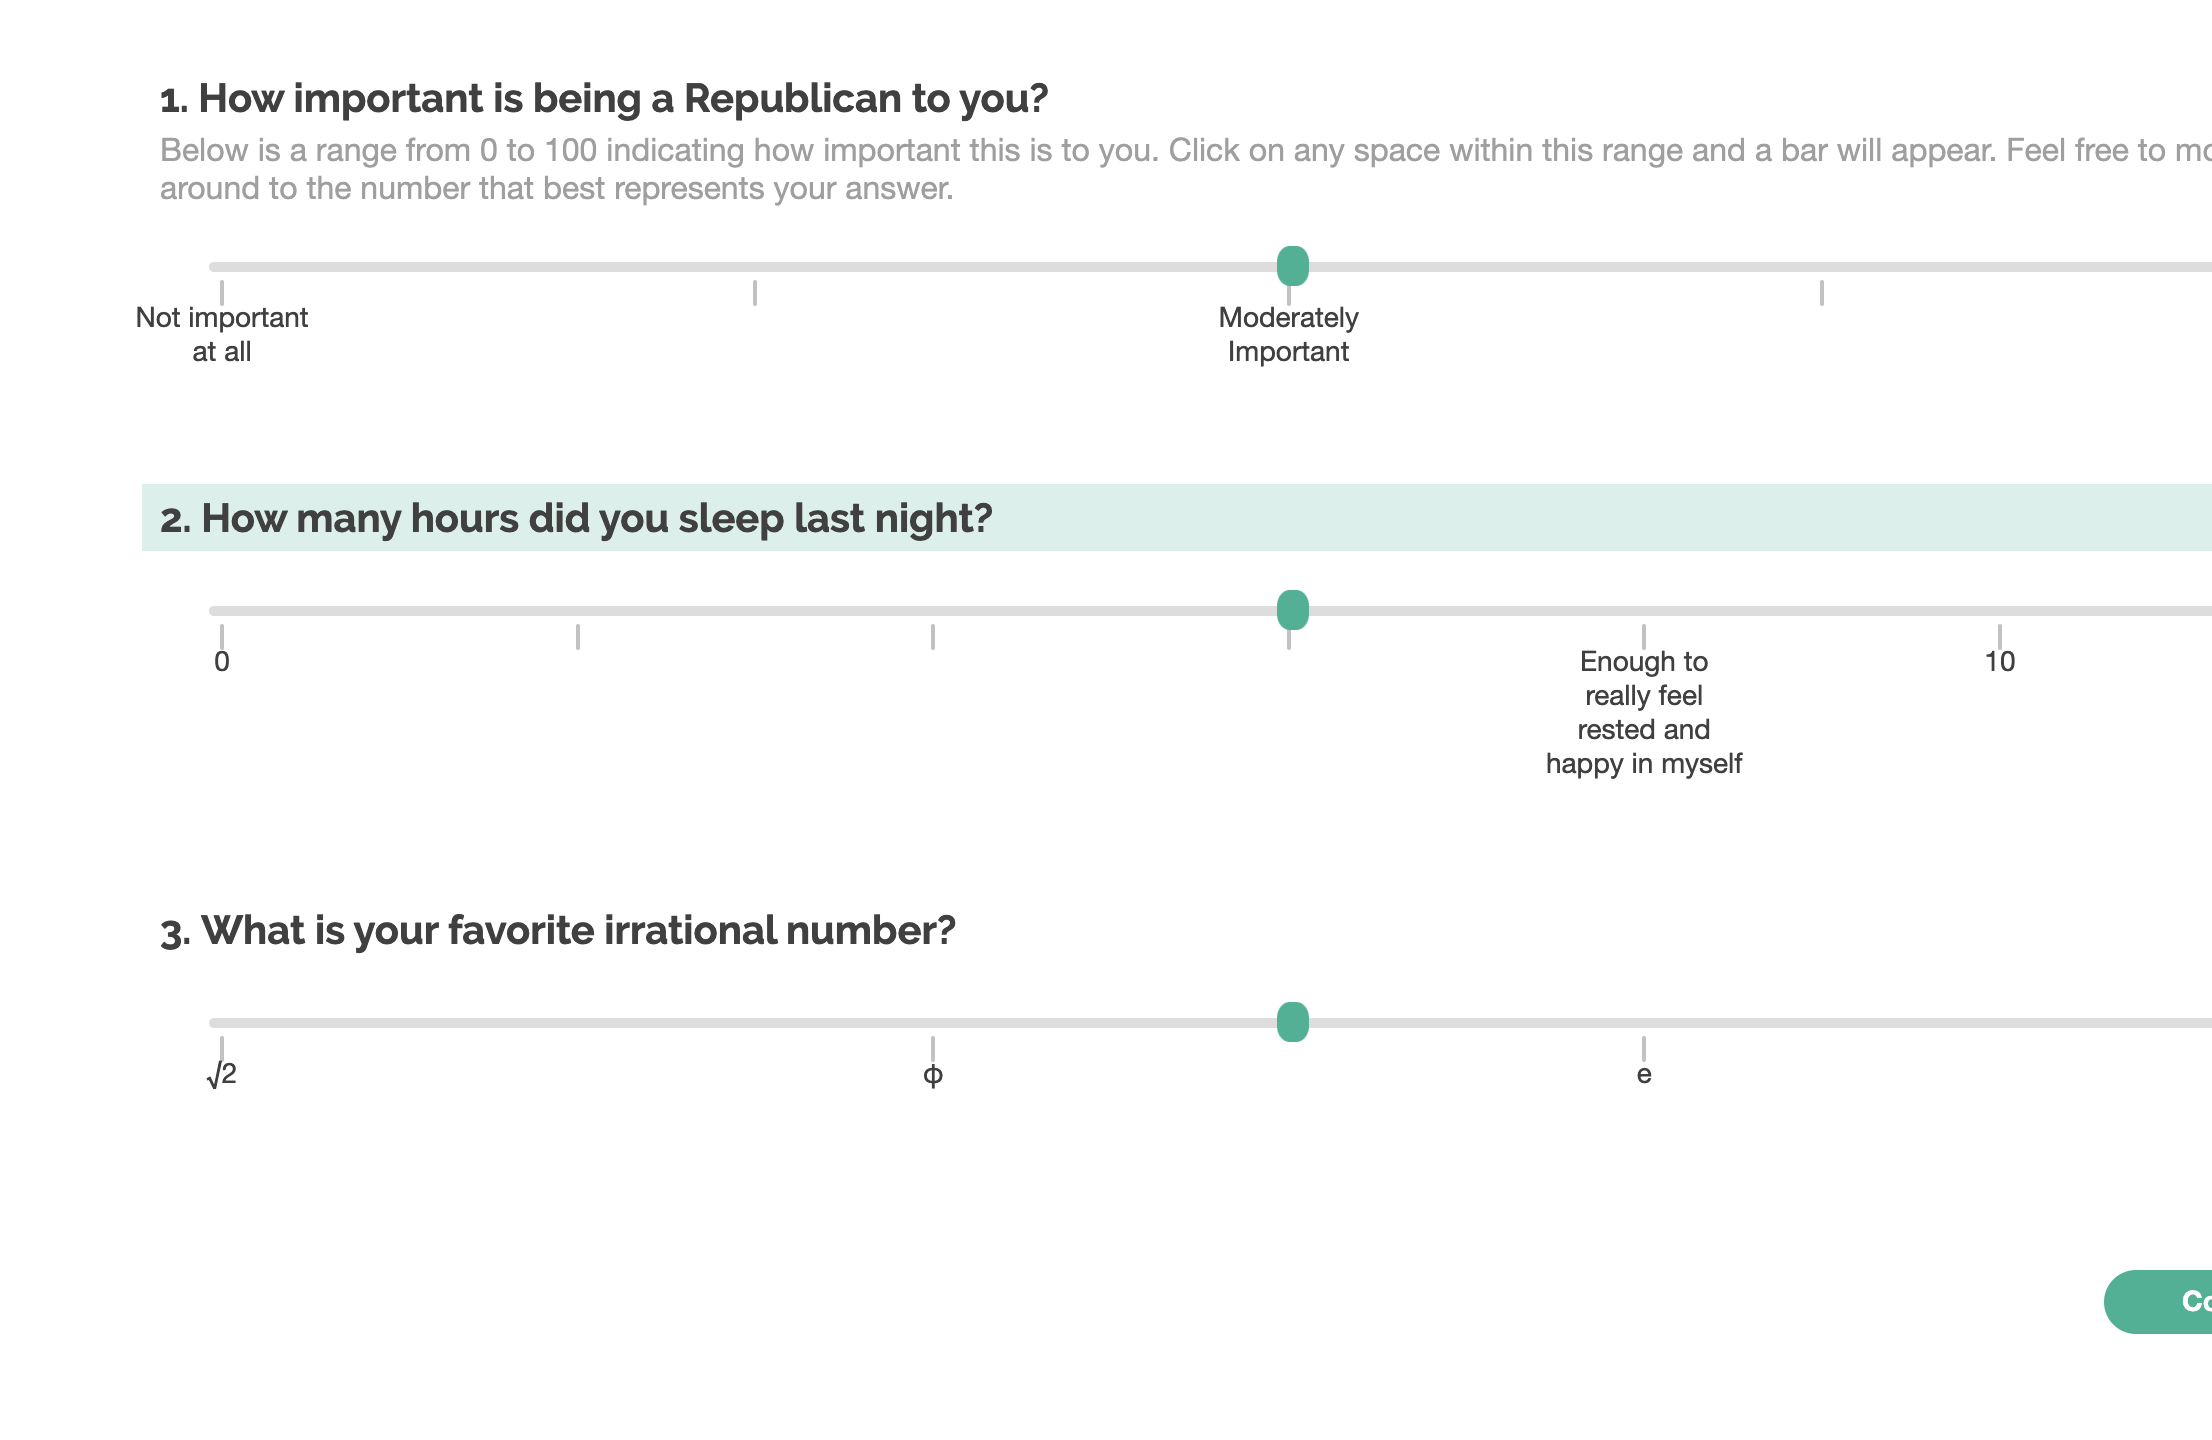 1. How important is being a Republican to you?
Below is a range from 0 to 100 indicating how important this is to you. Click on any space within this range and a bar will appear. Feel free to
around to the number that best represents your answer.
Not important
at all
Moderately
Important
2. How many hours did you sleep last night?
0
Enough to
really feel
rested and
happy in myself
10
3. What is your favorite irrational number?
√2
ϕ
e